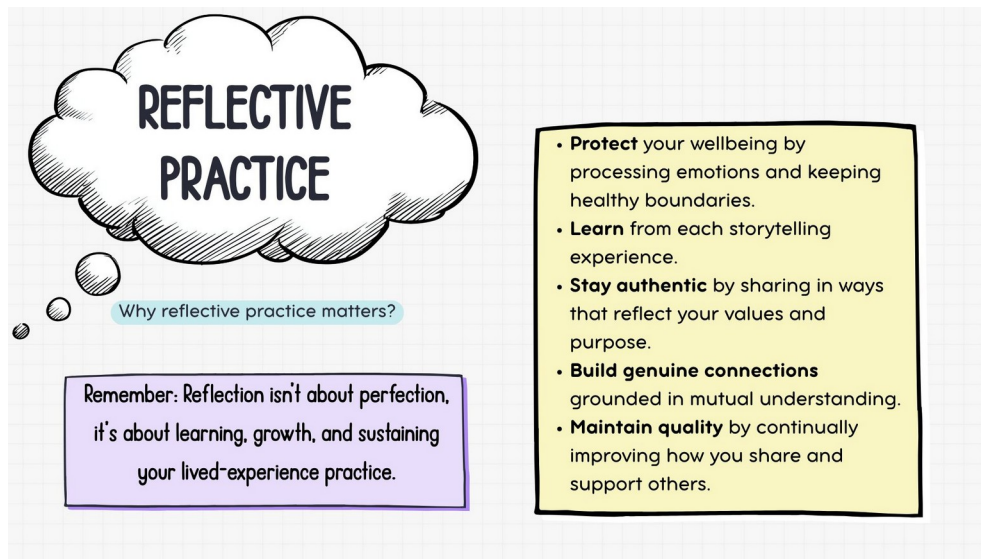 REFLECTIVE
PRACTICE
Why reflective practice matters?
Remember: Reflection isn't about perfection,
it's about learning, growth, and sustaining
your lived-experience practice.
• Protect your wellbeing by
processing emotions and keeping
healthy boundaries.
• Learn from each storytelling
experience.
• Stay authentic by sharing in ways
that reflect your values and
purpose.
• Build genuine connections
grounded in mutual understanding.
• Maintain quality by continually
improving how you share and
support others.